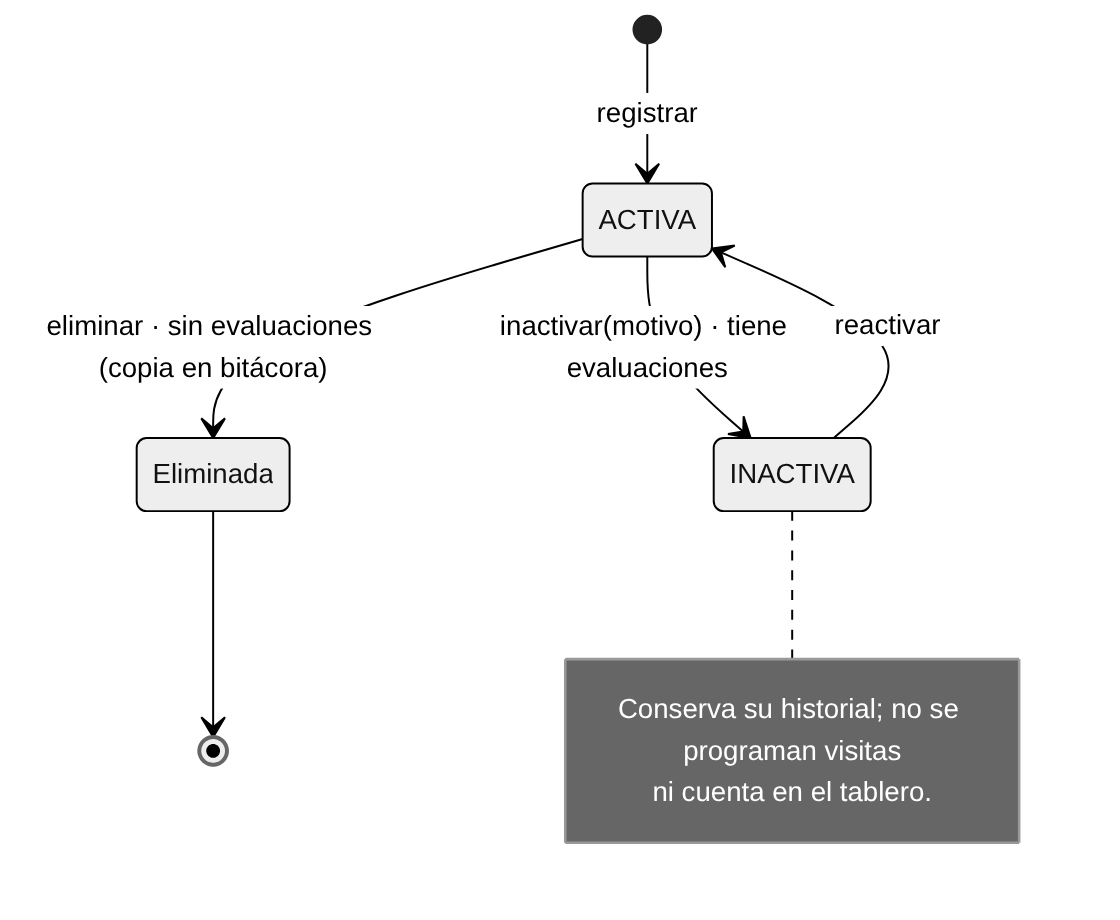 registrar
ACTIVA
eliminar · sin evaluaciones
(copia en bitácora)
inactivar(motivo) · tiene
evaluaciones
reactivar
Eliminada
INACTIVA
Conserva su historial; no se
programan visitas
ni cuenta en el tablero.